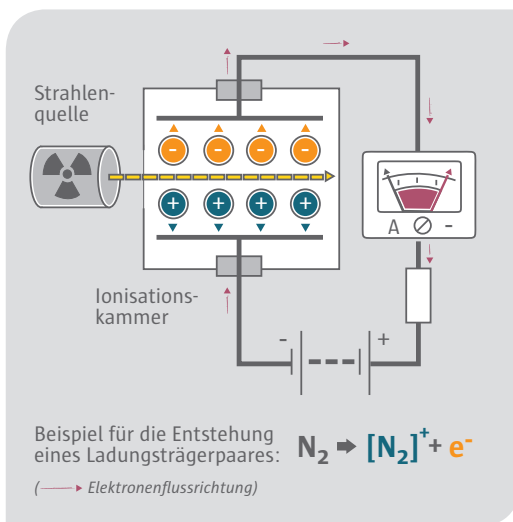 Strahlen-
quelle
- - - -
+ + + +
A -
Ionisations-
kammer
- +
Beispiel für die Entstehung
eines Ladungsträgerpaares: N₂ ➡ [N₂]⁺ + e⁻
(⟶ Elektronenflussrichtung)